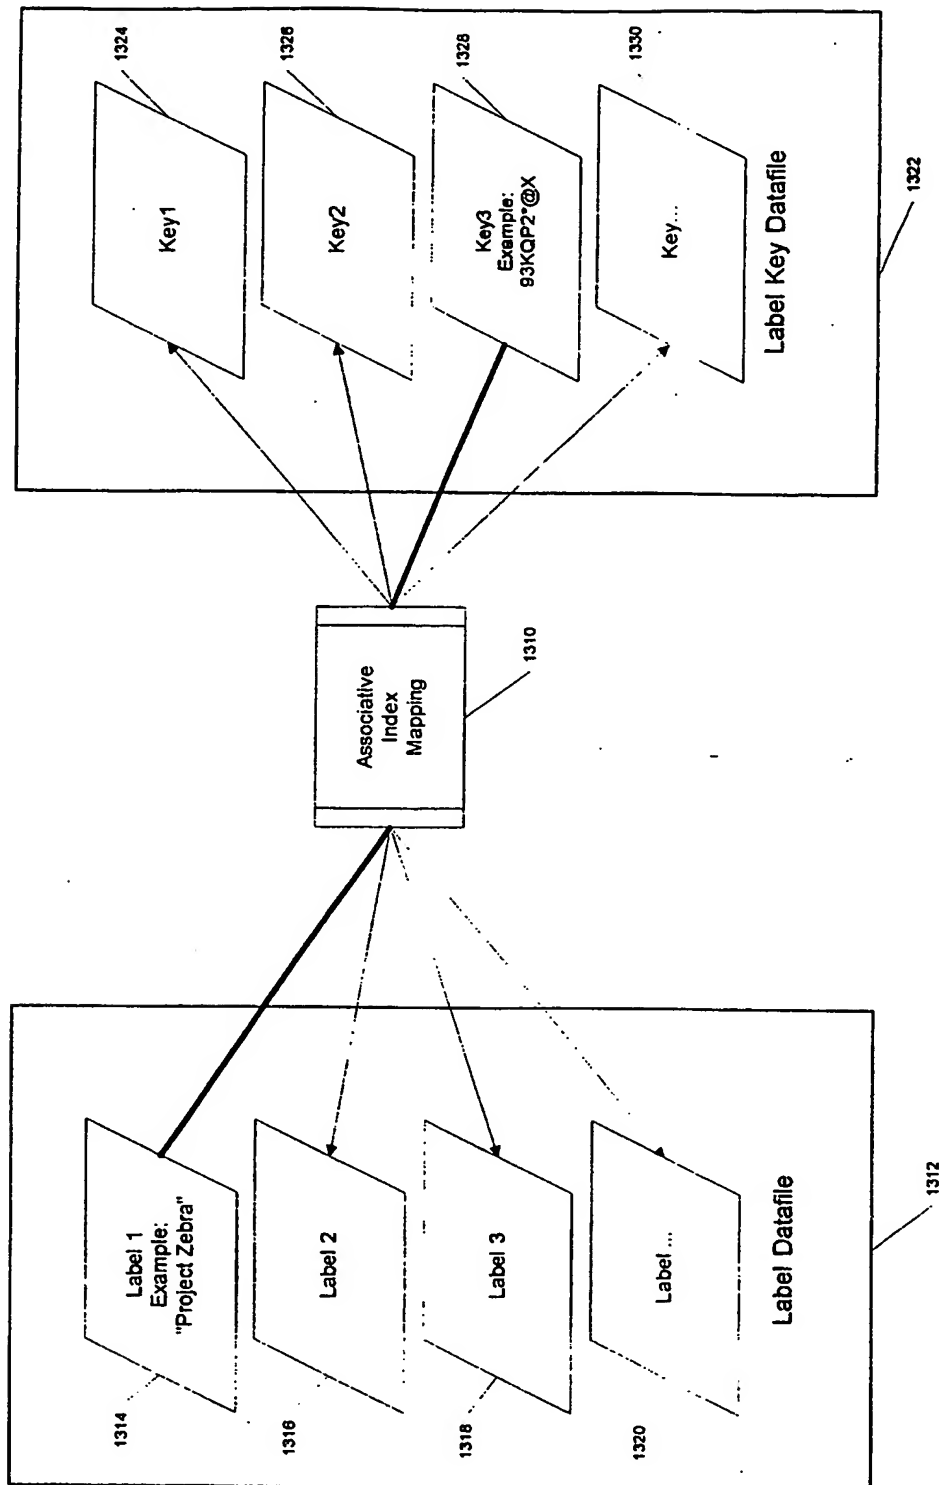 Label 1
Example:
"Project Zebra"
1314
Label 2
1316
Label 3
1318
Label ...
1320
Label Datafile
1312
Associative
Index
Mapping
1310
Key1
1324
Key2
1326
Key3
Example:
93KQP2*@X
1328
Key...
1330
Label Key Datafile
1322